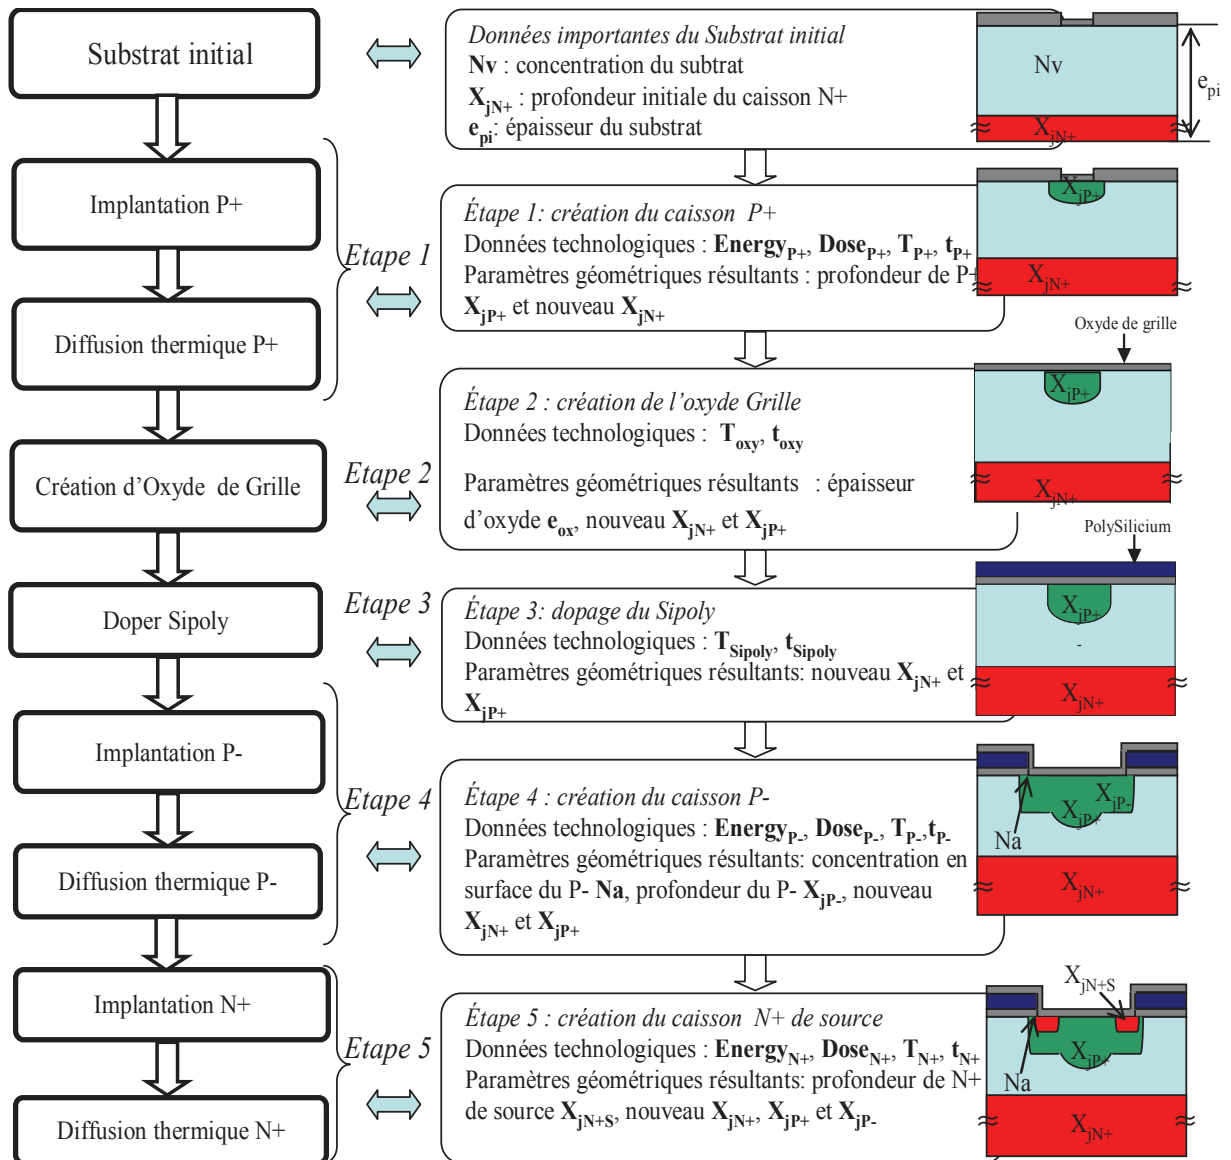 Substrat initial
Implantation P+
Diffusion thermique P+
Création d'Oxyde de Grille
Doper Sipoly
Implantation P-
Diffusion thermique P-
Implantation N+
Diffusion thermique N+
Etape 1
Etape 2
Etape 3
Etape 4
Etape 5
Données importantes du Substrat initial
Nv : concentration du subtrat
XjN+ : profondeur initiale du caisson N+
epi: épaisseur du substrat
Étape 1: création du caisson P+
Données technologiques : EnergyP+, DoseP+, TP+, tP+
Paramètres géométriques résultants : profondeur de P+
XjP+ et nouveau XjN+
Étape 2 : création de l'oxyde Grille
Données technologiques : Toxy, toxy
Paramètres géométriques résultants : épaisseur
d'oxyde eox, nouveau XjN+ et XjP+
Étape 3: dopage du Sipoly
Données technologiques : TSipoly, tSipoly
Paramètres géométriques résultants: nouveau XjN+ et
XjP+
Étape 4 : création du caisson P-
Données technologiques : EnergyP-, DoseP-, TP-,tP-
Paramètres géométriques résultants: concentration en
surface du P- Na, profondeur du P- XjP-, nouveau
XjN+ et XjP+
Étape 5 : création du caisson N+ de source
Données technologiques : EnergyN+, DoseN+, TN+, tN+
Paramètres géométriques résultants: profondeur de N+
de source XjN+S, nouveau XjN+, XjP+ et XjP-
Nv
epi
XjN+
XjP+
XjN+
Oxyde de grille
XjP+
XjN+
PolySilicium
XjP+
-
XjN+
XjP-
XjP+
Na
XjN+
XjN+S
XjP+
Na
XjN+